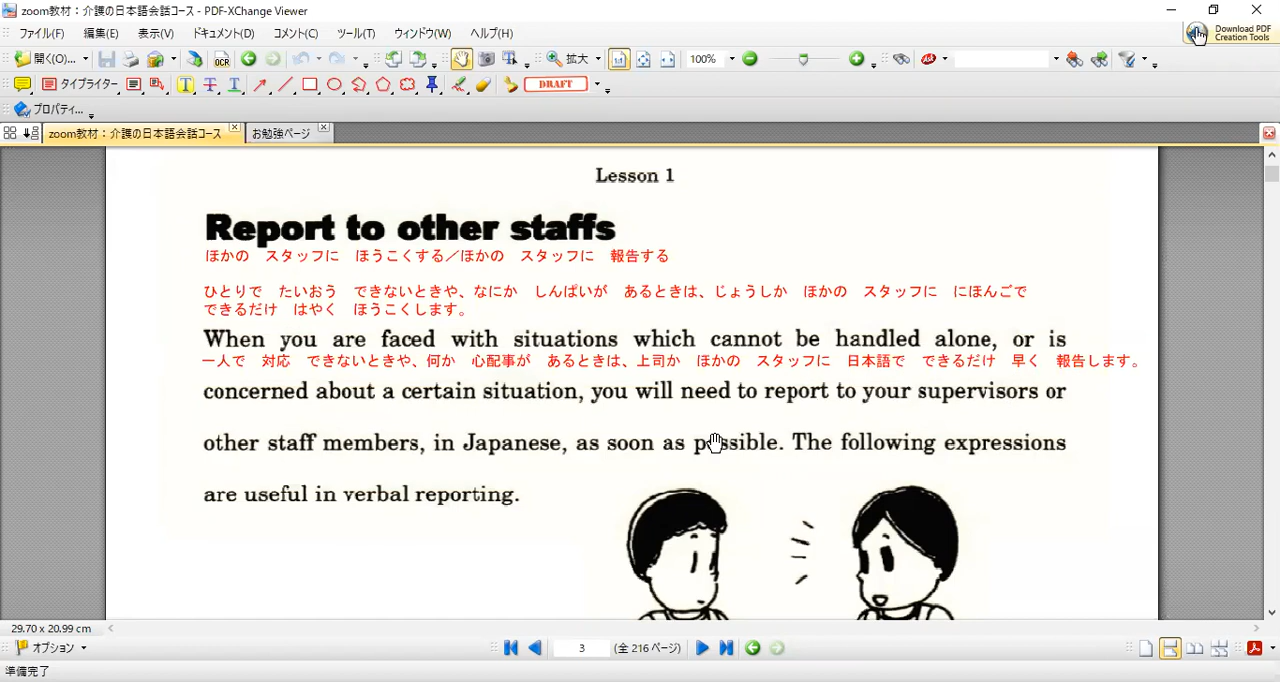 zoom教材：介護の日本語会話コース - PDF-XChange Viewer
ファイル(F) 編集(E) 表示(V) ドキュメント(D) コメント(C) ツール(T) ウィンドウ(W) ヘルプ(H)
Download PDF
Creation Tools
開く(O)... OCR 拡大 100%
タイプライター DRAFT
プロパティ...
zoom教材：介護の日本語会話コース お勉強ページ
Lesson 1
Report to other staffs
ほかの スタッフに ほうこくする／ほかの スタッフに 報告する
ひとりで たいおう できないときや、なにか しんぱいが あるときは、じょうしか ほかの スタッフに にほんごで
できるだけ はやく ほうこくします。
When you are faced with situations which cannot be handled alone, or is
一人で 対応 できないときや、何か 心配事が あるときは、上司か ほかの スタッフに 日本語で できるだけ 早く 報告します。
concerned about a certain situation, you will need to report to your supervisors or
other staff members, in Japanese, as soon as possible. The following expressions
are useful in verbal reporting.
29.70 x 20.99 cm
オプション 3 (全 216 ページ)
準備完了